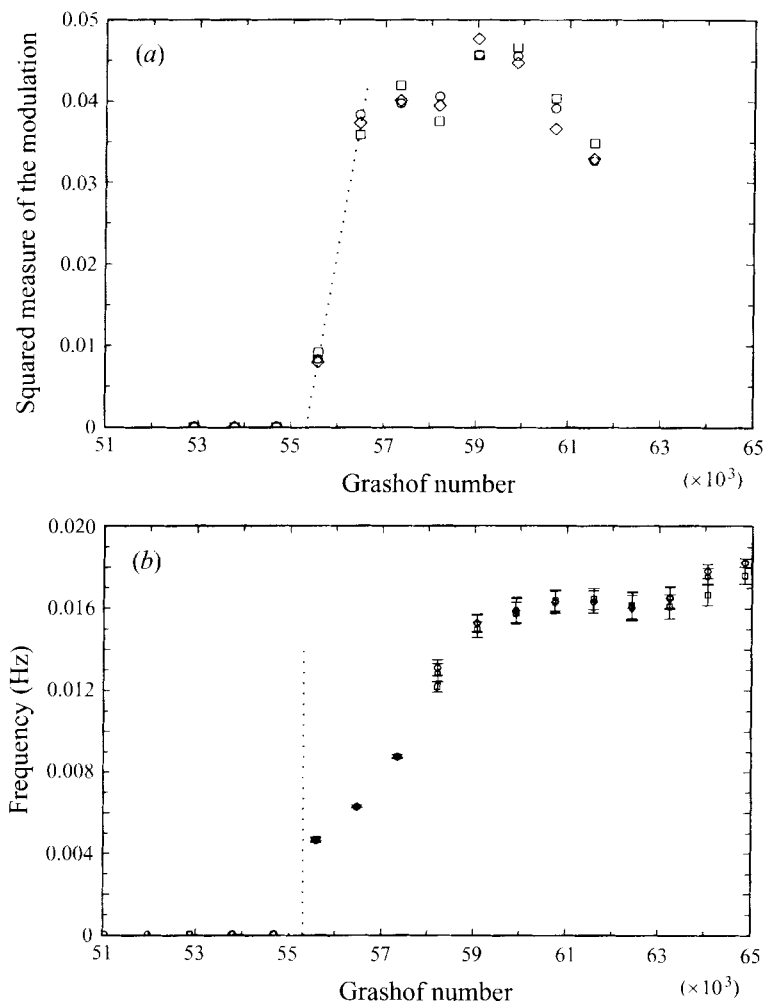 (a)
Squared measure of the modulation
0.05
0.04
0.03
0.02
0.01
0
51 53 55 57 59 61 63 65
Grashof number (×10³)
(b)
Frequency (Hz)
0.020
0.016
0.012
0.008
0.004
0
51 53 55 57 59 61 63 65
Grashof number (×10³)